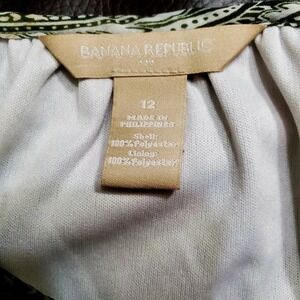 BANANA REPUBLIC
12
MADE IN
PHILIPPINES
Shell:
100% Polyester
Lining:
100% Polyester